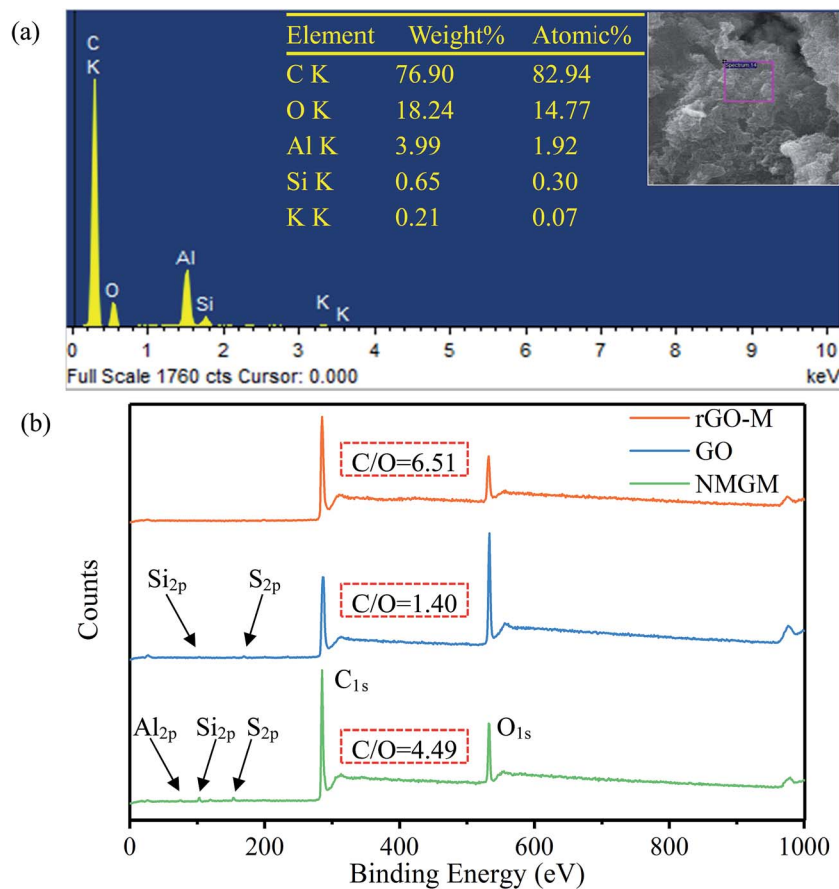 (a)
Element Weight% Atomic%
C K 76.90 82.94
O K 18.24 14.77
Al K 3.99 1.92
Si K 0.65 0.30
K K 0.21 0.07
Spectrum 14
C
K
O
Al
Si
K
K
0 1 2 3 4 5 6 7 8 9 10
Full Scale 1760 cts Cursor: 0.000 keV
(b)
rGO-M
GO
NMGM
C/O=6.51
Si2p S2p
C/O=1.40
C1s
Al2p Si2p S2p
O1s
C/O=4.49
Counts
0 200 400 600 800 1000
Binding Energy (eV)